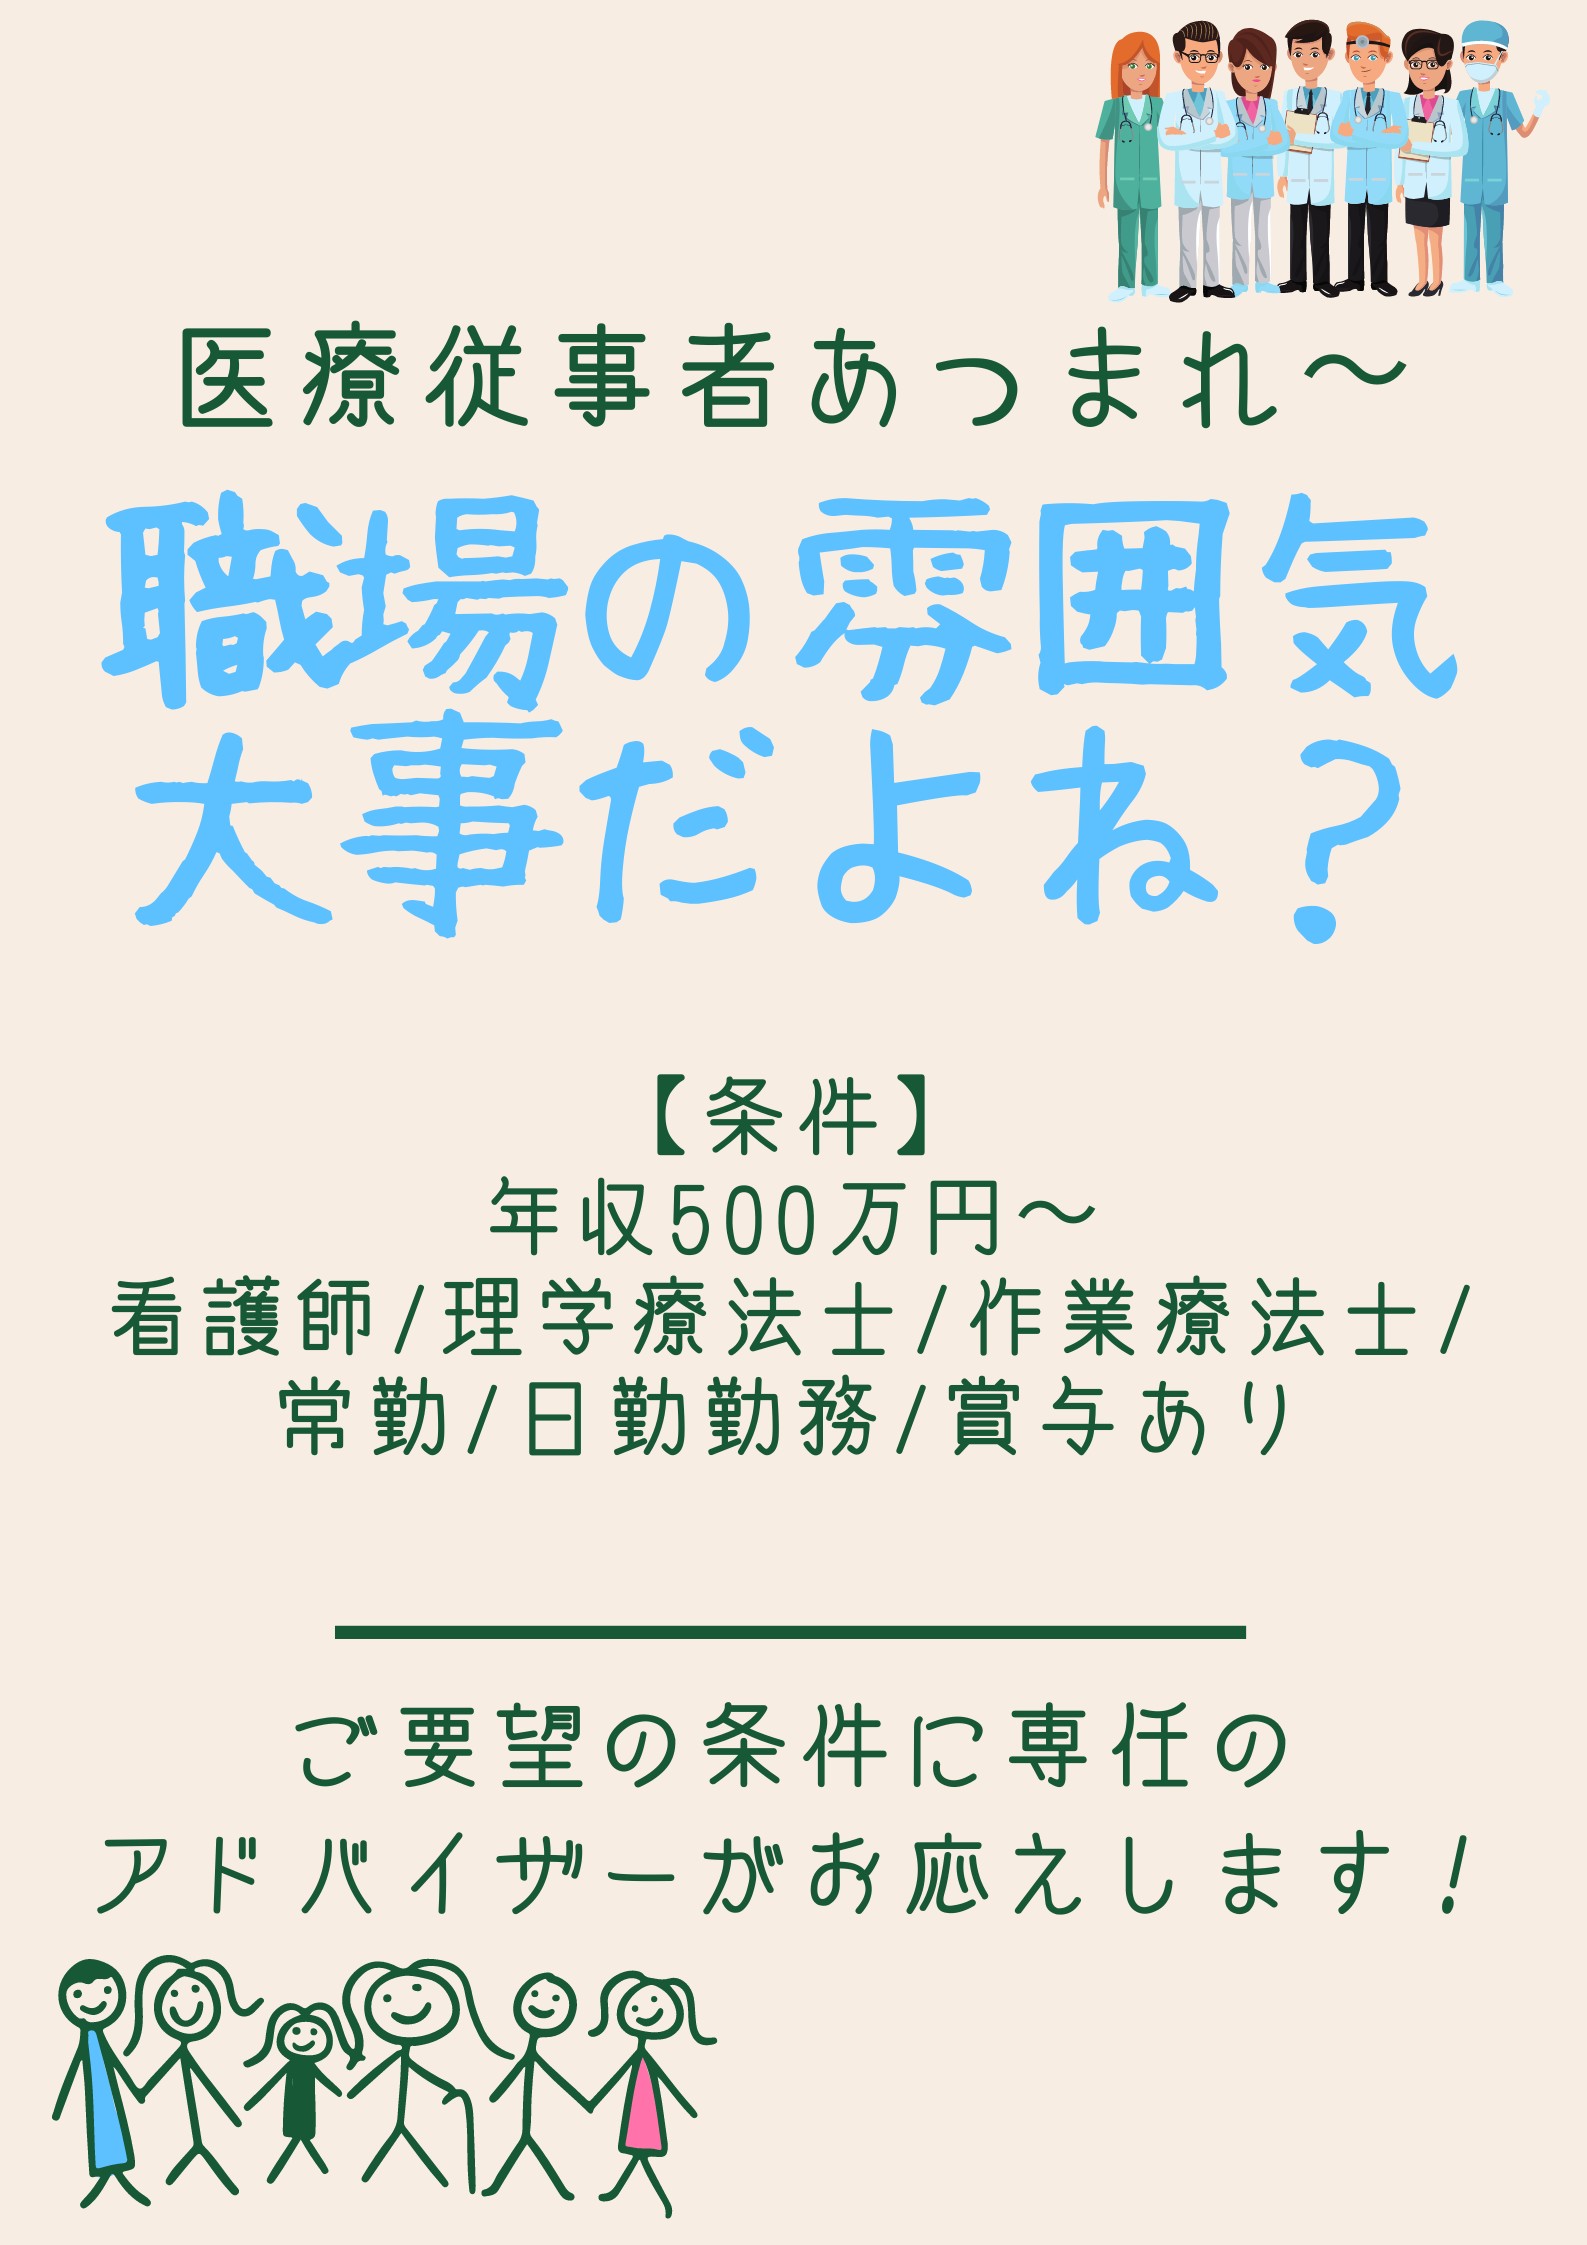 医療従事者あつまれ～
職場の雰囲気
大事だよね？
【条件】
年収500万円～
看護師/理学療法士/作業療法士/
常勤/日勤勤務/賞与あり
ご要望の条件に専任の
アドバイザーがお応えします！